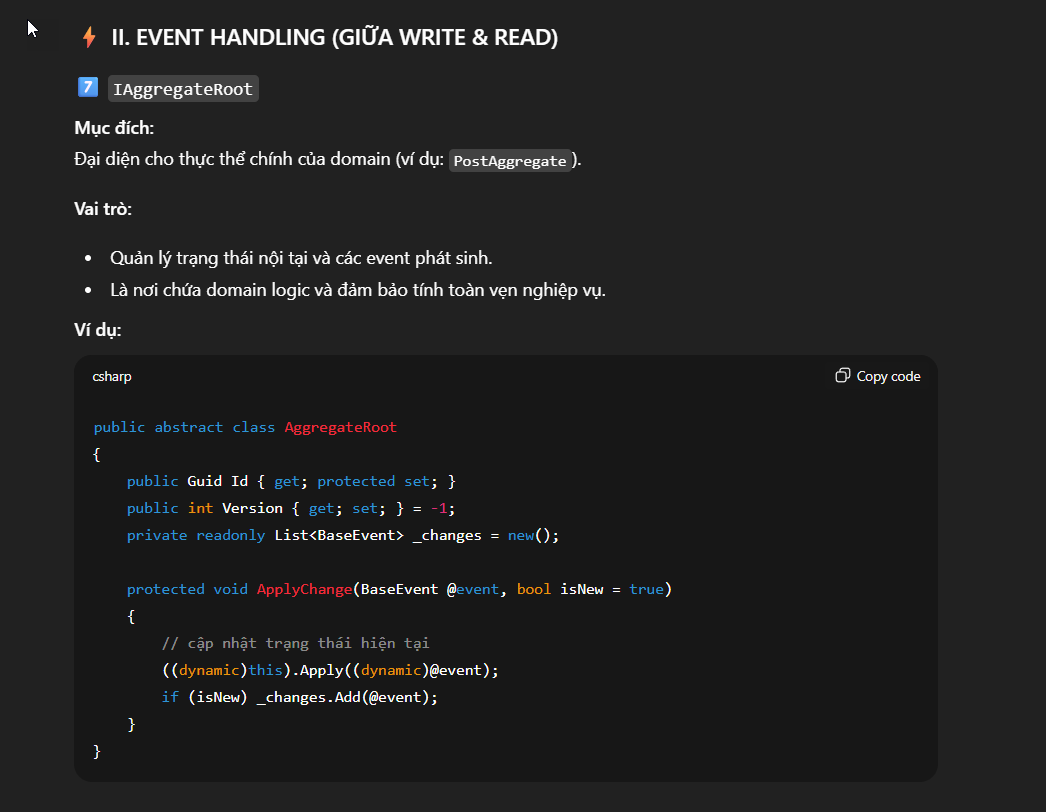 ⚡ II. EVENT HANDLING (GIỮA WRITE & READ)
7️⃣ IAggregateRoot
Mục đích:
Đại diện cho thực thể chính của domain (ví dụ: PostAggregate).
Vai trò:
• Quản lý trạng thái nội tại và các event phát sinh.
• Là nơi chứa domain logic và đảm bảo tính toàn vẹn nghiệp vụ.
Ví dụ:
csharp
Copy code
public abstract class AggregateRoot
{
    public Guid Id { get; protected set; }
    public int Version { get; set; } = -1;
    private readonly List<BaseEvent> _changes = new();
    protected void ApplyChange(BaseEvent @event, bool isNew = true)
    {
        // cập nhật trạng thái hiện tại
        ((dynamic)this).Apply((dynamic)@event);
        if (isNew) _changes.Add(@event);
    }
}